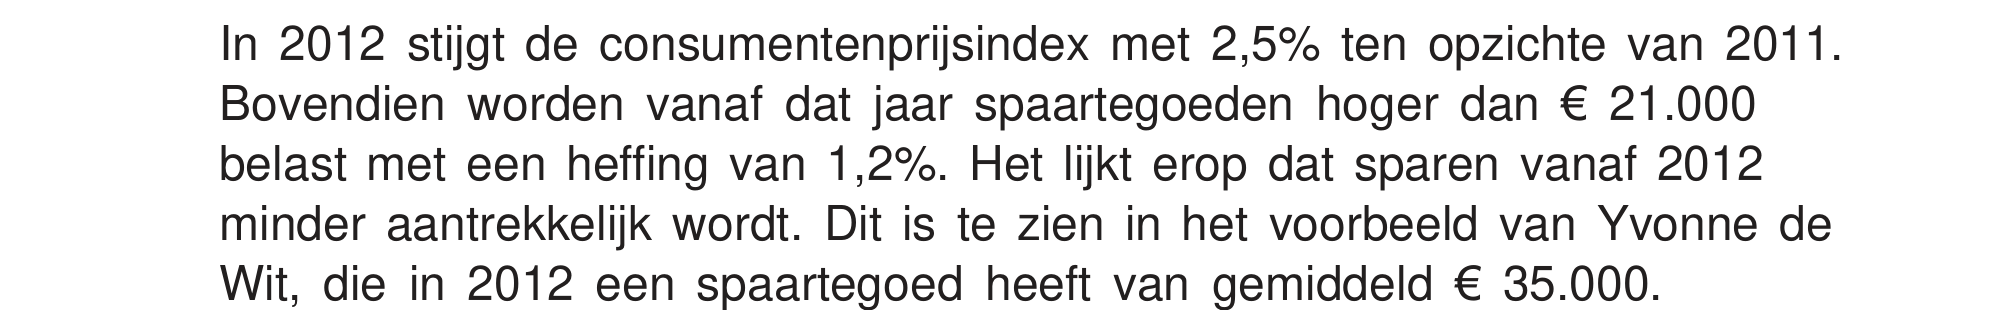 In 2012 stijgt de consumentenprijsindex met 2,5% ten opzichte van 2011.
Bovendien worden vanaf dat jaar spaartegoeden hoger dan € 21.000
belast met een heffing van 1,2%. Het lijkt erop dat sparen vanaf 2012
minder aantrekkelijk wordt. Dit is te zien in het voorbeeld van Yvonne de
Wit, die in 2012 een spaartegoed heeft van gemiddeld € 35.000.